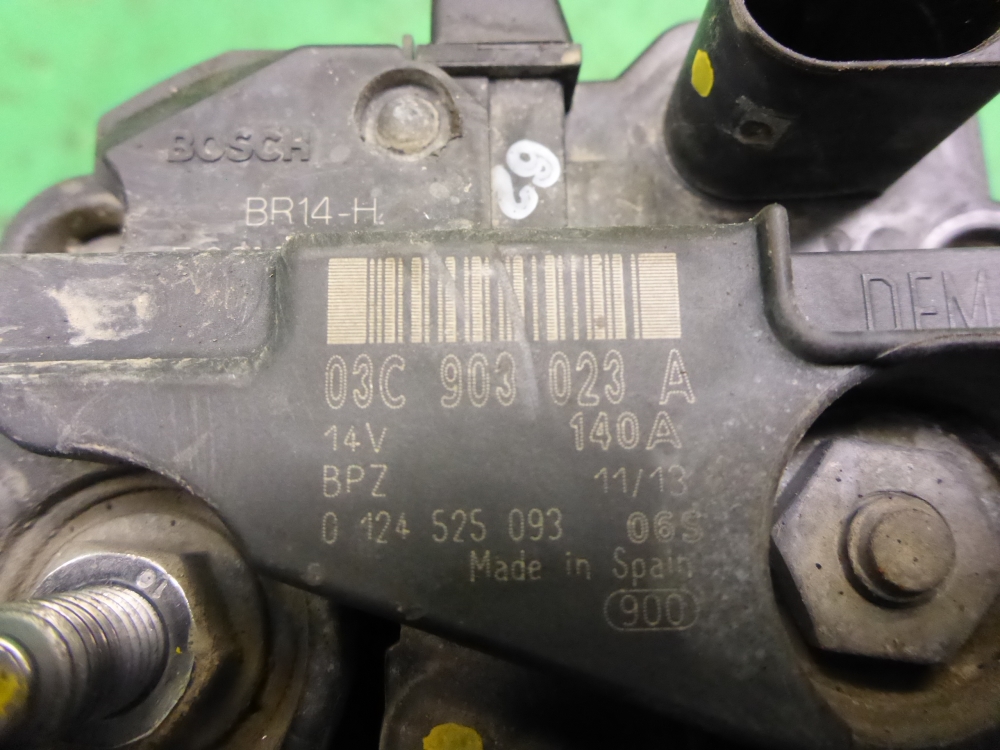 BOSCH
BR14-H
69
03C 903 023 A
14V 140A
BPZ 11/13
0 124 525 093 06S
Made in Spain
900